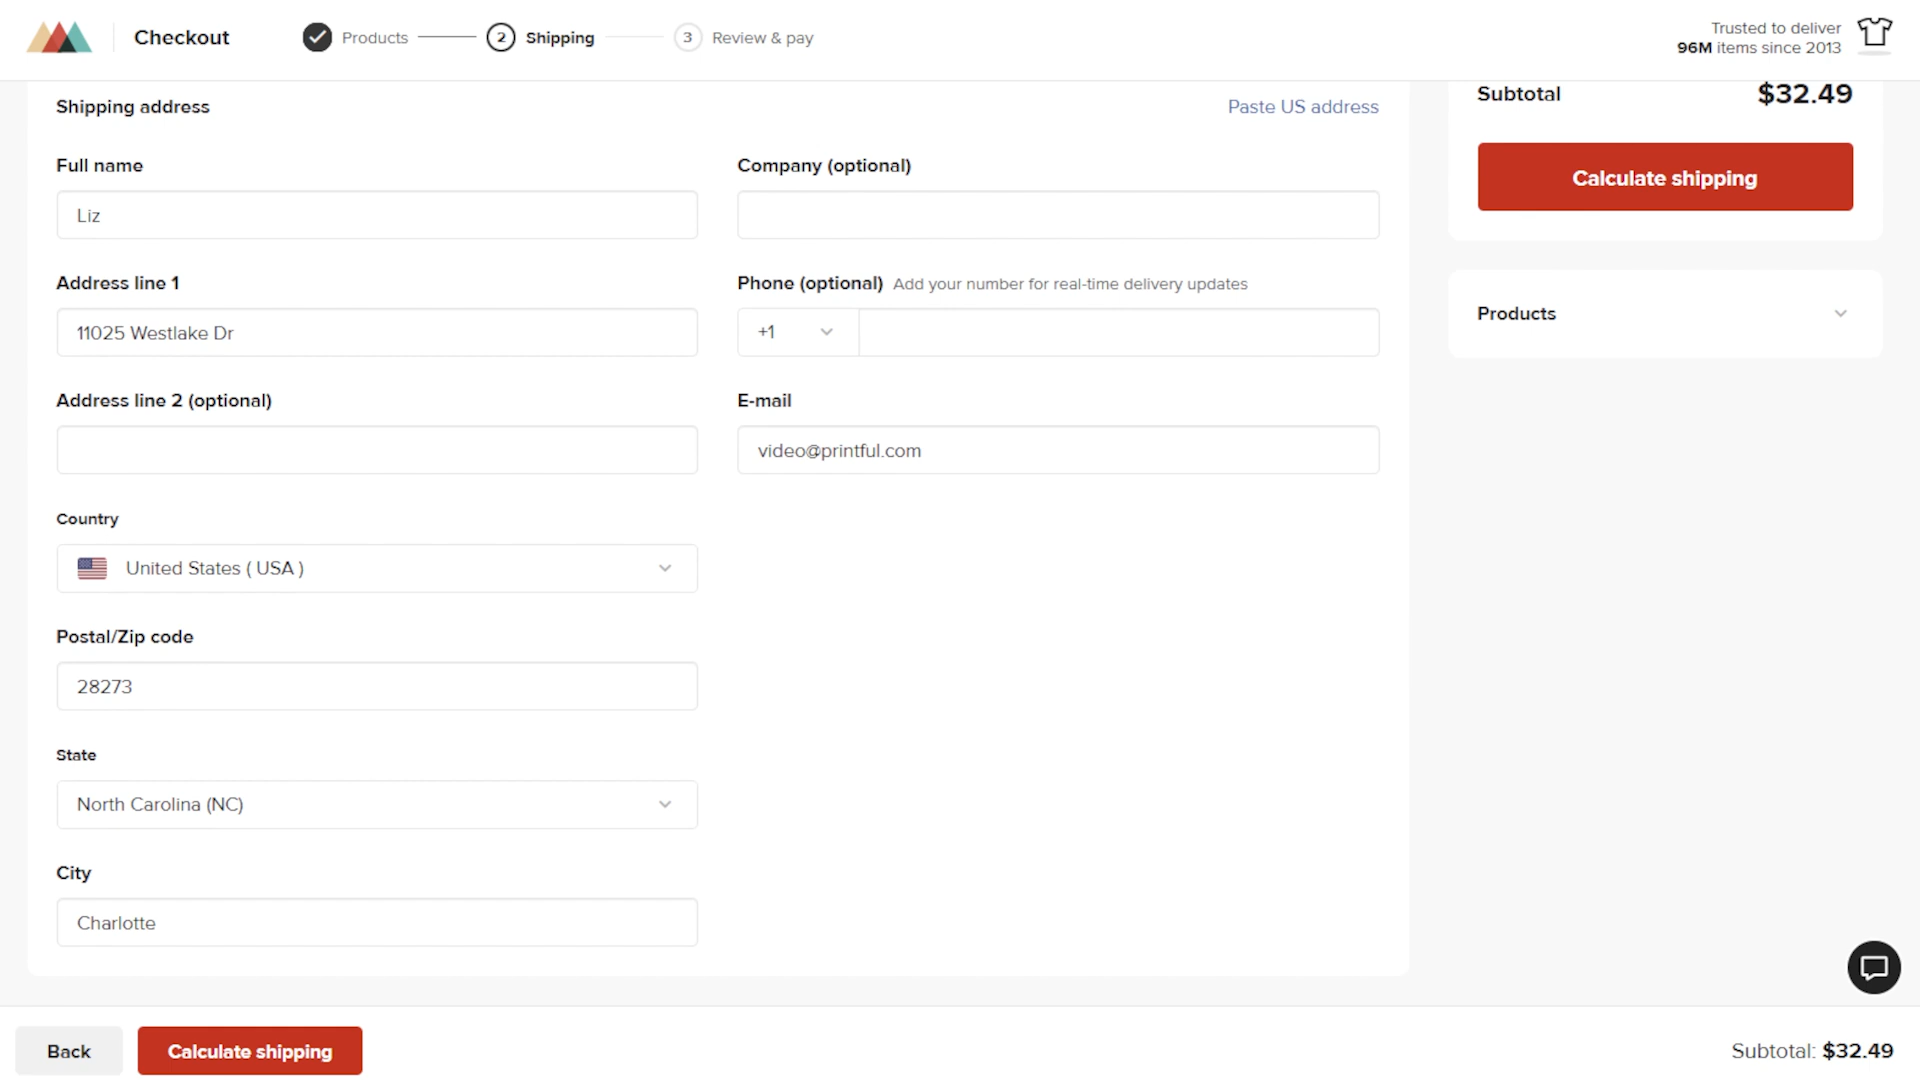 Checkout
Products
2 Shipping
3 Review & pay
Trusted to deliver
96M items since 2013
Shipping address
Paste US address
Full name
Liz
Company (optional)
Address line 1
11025 Westlake Dr
Phone (optional) Add your number for real-time delivery updates
+1
Address line 2 (optional)
E-mail
video@printful.com
Country
United States ( USA )
Postal/Zip code
28273
State
North Carolina (NC)
City
Charlotte
Subtotal $32.49
Calculate shipping
Products
Back
Calculate shipping
Subtotal: $32.49